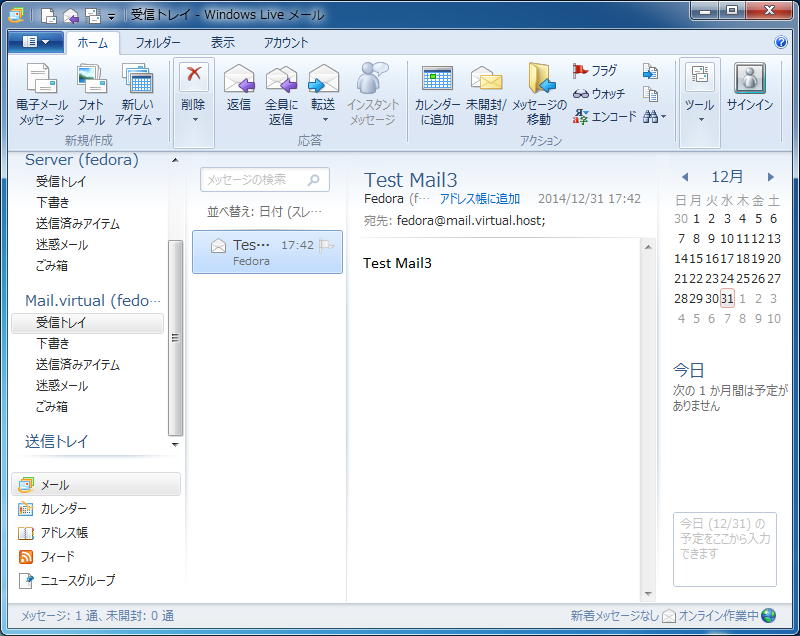 受信トレイ - Windows Live メール
ホーム フォルダー 表示 アカウント
電子メール メッセージ
フォト メール
新しい アイテム
新規作成
削除
返信
全員に 返信
転送
インスタント メッセージ
応答
カレンダー に追加
未開封/ 開封
メッセージの 移動
フラグ
ウォッチ
エンコード
アクション
ツール
サインイン
Server (fedora)
受信トレイ
下書き
送信済みアイテム
迷惑メール
ごみ箱
Mail.virtual (fedo…
受信トレイ
下書き
送信済みアイテム
迷惑メール
ごみ箱
送信トレイ
メール
カレンダー
アドレス帳
フィード
ニュースグループ
メッセージの検索
並べ替え: 日付 (スレ…
Tes… 17:42
Fedora
Test Mail3
Fedora (f… アドレス帳に追加 2014/12/31 17:42
宛先: fedora@mail.virtual.host;
Test Mail3
12月
日 月 火 水 木 金 土
30 1 2 3 4 5 6
7 8 9 10 11 12 13
14 15 16 17 18 19 20
21 22 23 24 25 26 27
28 29 30 31 1 2 3
4 5 6 7 8 9 10
今日
次の 1 か月間は予定が
ありません
今日 (12/31) の
予定をここから入力
できます
メッセージ: 1 通、未開封: 0 通
新着メッセージなし オンライン作業中